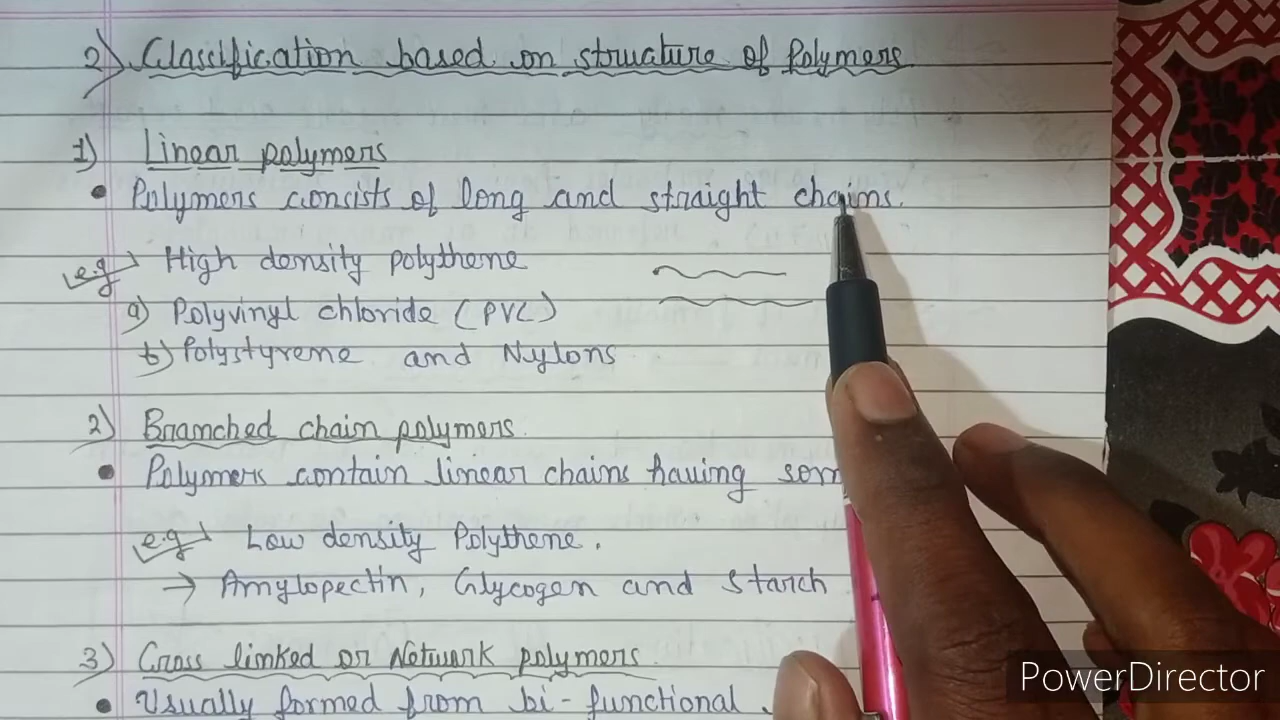 2) Classification based on structure of Polymers
1) Linear polymers
• Polymers consists of long and straight chains.
e.g High density polythene
a) Polyvinyl chloride (PVC)
b) Polystyrene and Nylons
2) Branched chain polymers
• Polymers contain linear chains having som
e.g Low density Polythene.
→ Amylopectin, Glycogen and Starch
3) Cross linked or Network polymers
• Usually formed from bi-functional
PowerDirector